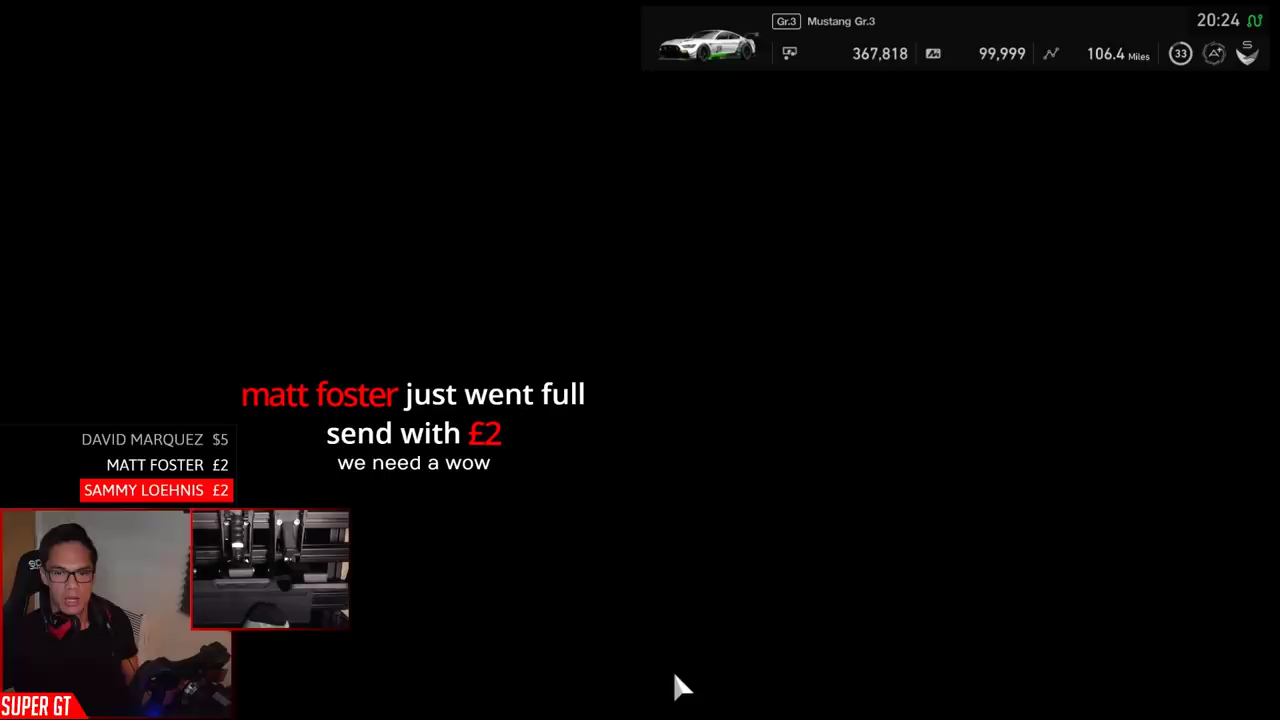 Gr.3 Mustang Gr.3
20:24
367,818 99,999 106.4 Miles 33 A+ S
matt foster just went full
send with £2
we need a wow
DAVID MARQUEZ $5
MATT FOSTER £2
SAMMY LOEHNIS £2
SUPER GT